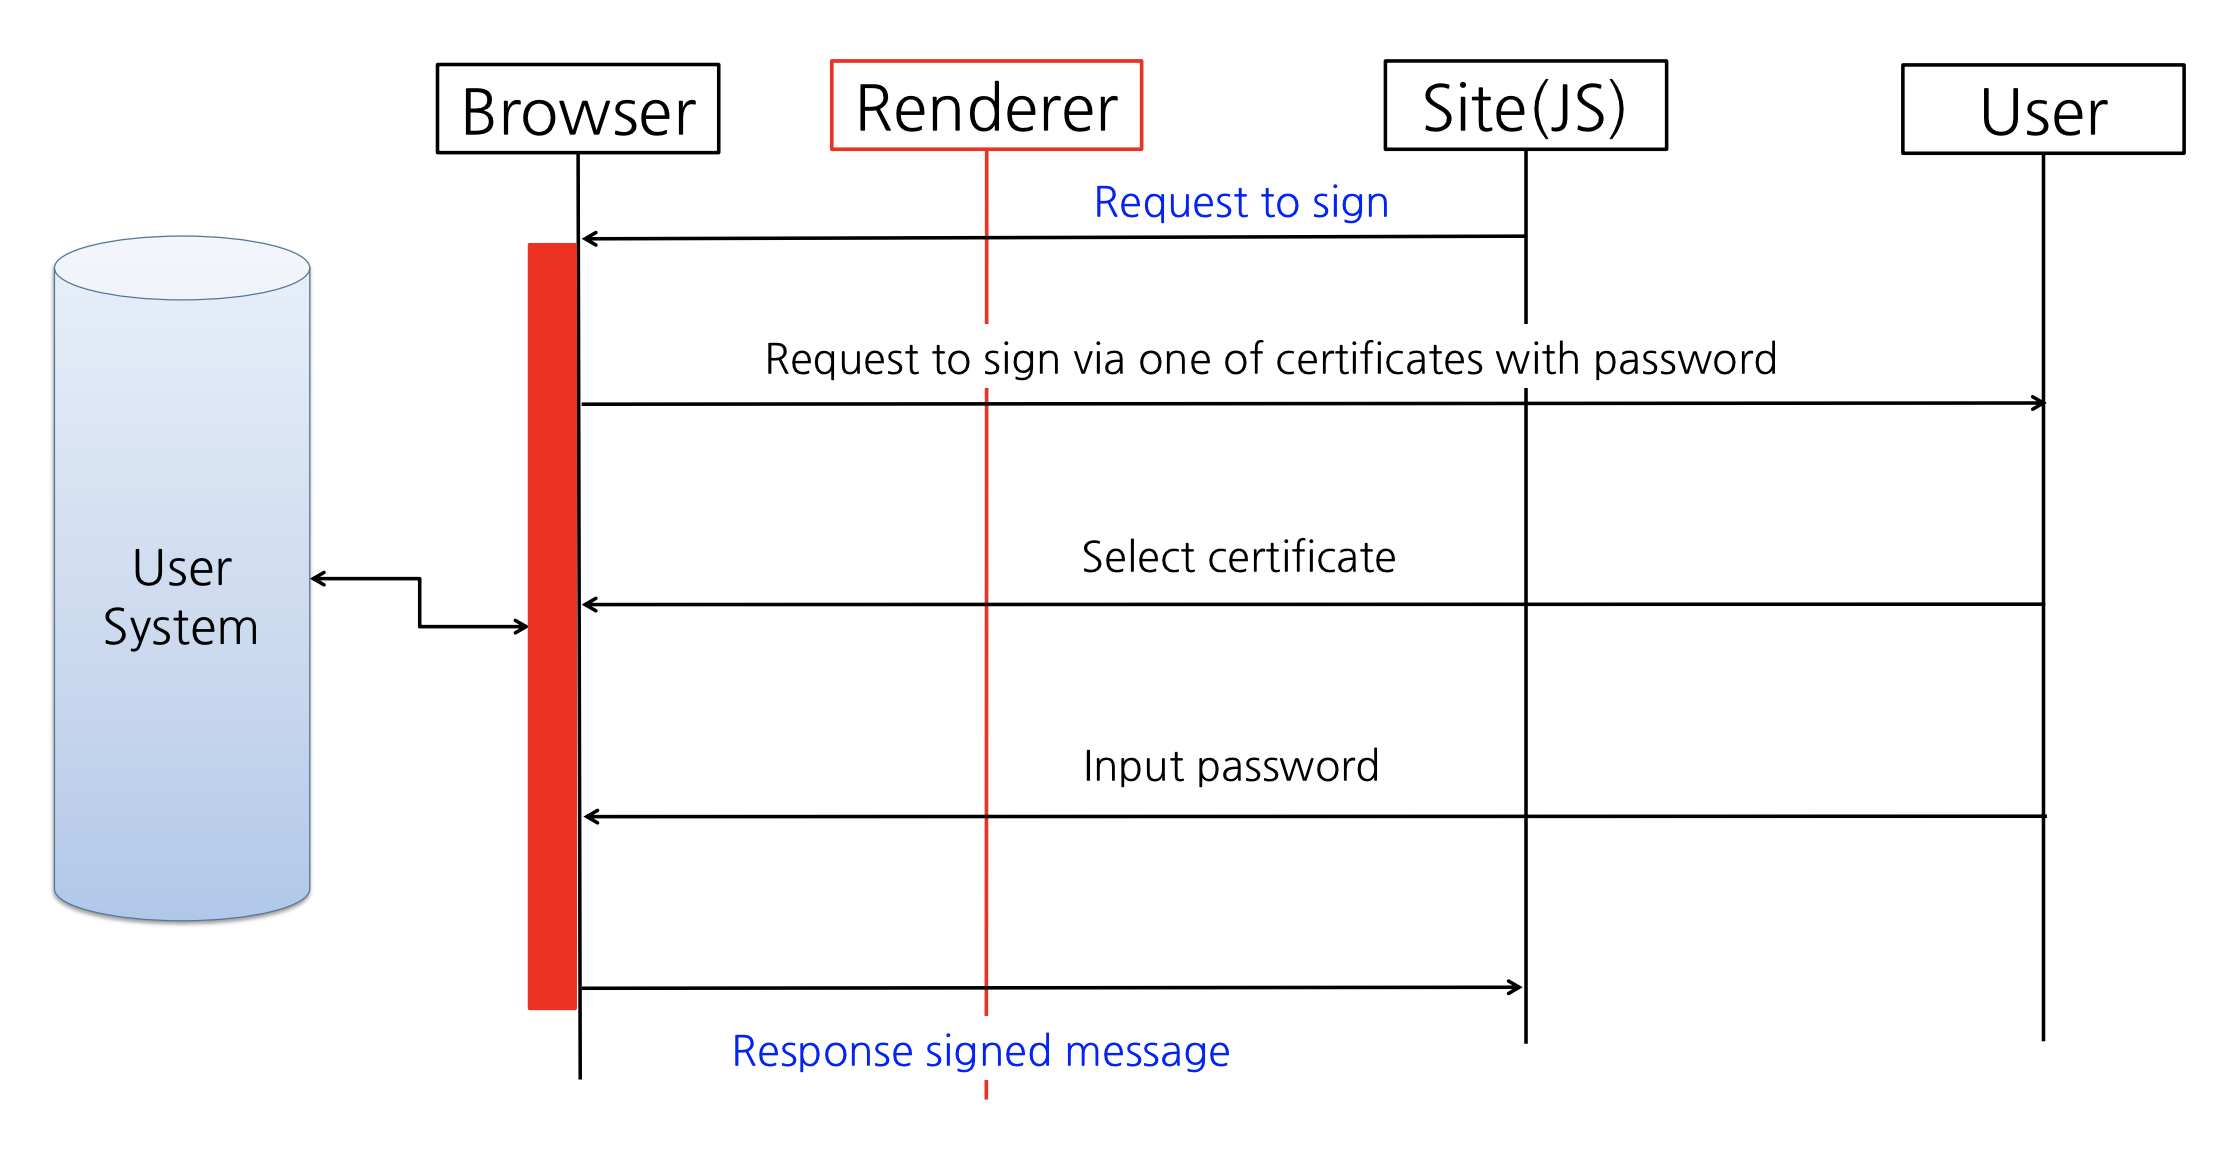 Browser
Renderer
Site(JS)
User
Request to sign
Request to sign via one of certificates with password
Select certificate
User
System
Input password
Response signed message